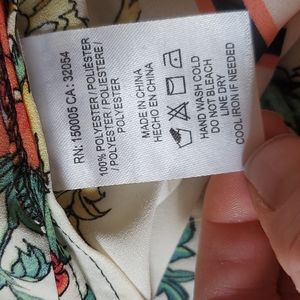 RN: 150005 CA : 32054
100% POLYESTER / POLIÉSTER
/ POLYESTER / POLIESTERE /
POLYESTER
MADE IN CHINA
HECHO EN CHINA
HAND WASH COLD
DO NOT BLEACH
LINE DRY
COOL IRON IF NEEDED